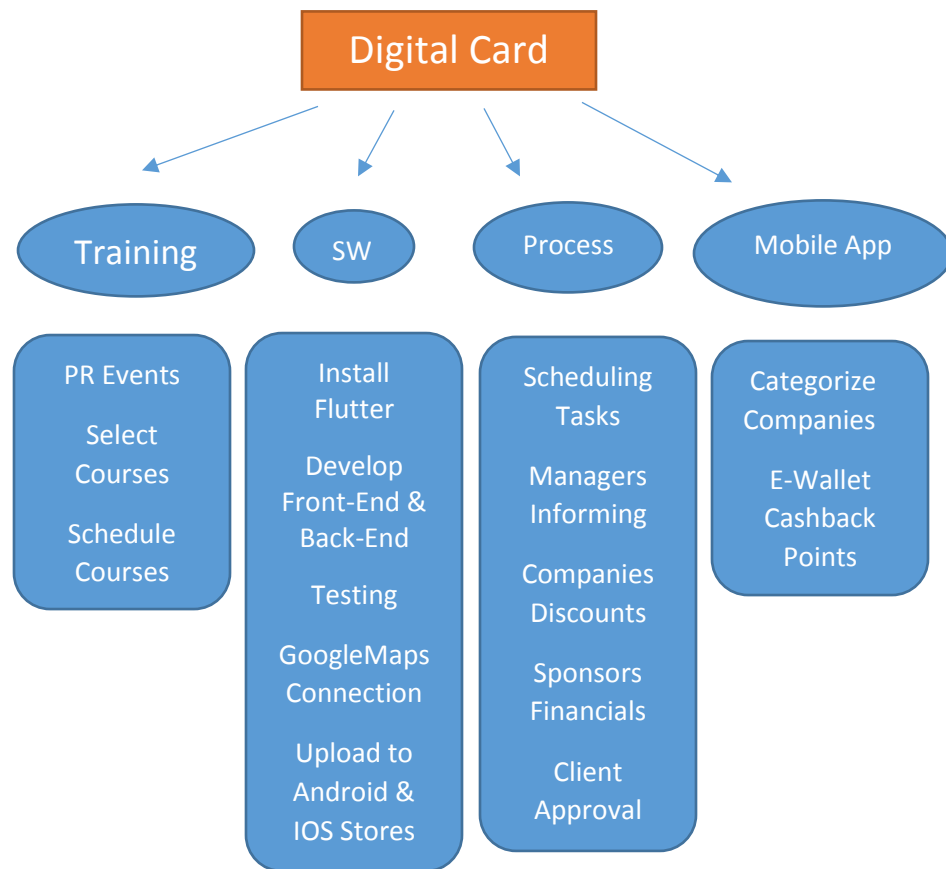 Digital Card
Training
SW
Process
Mobile App
PR Events
Select
Courses
Schedule
Courses
Install
Flutter
Develop
Front-End &
Back-End
Testing
GoogleMaps
Connection
Upload to
Android &
IOS Stores
Scheduling
Tasks
Managers
Informing
Companies
Discounts
Sponsors
Financials
Client
Approval
Categorize
Companies
E-Wallet
Cashback
Points